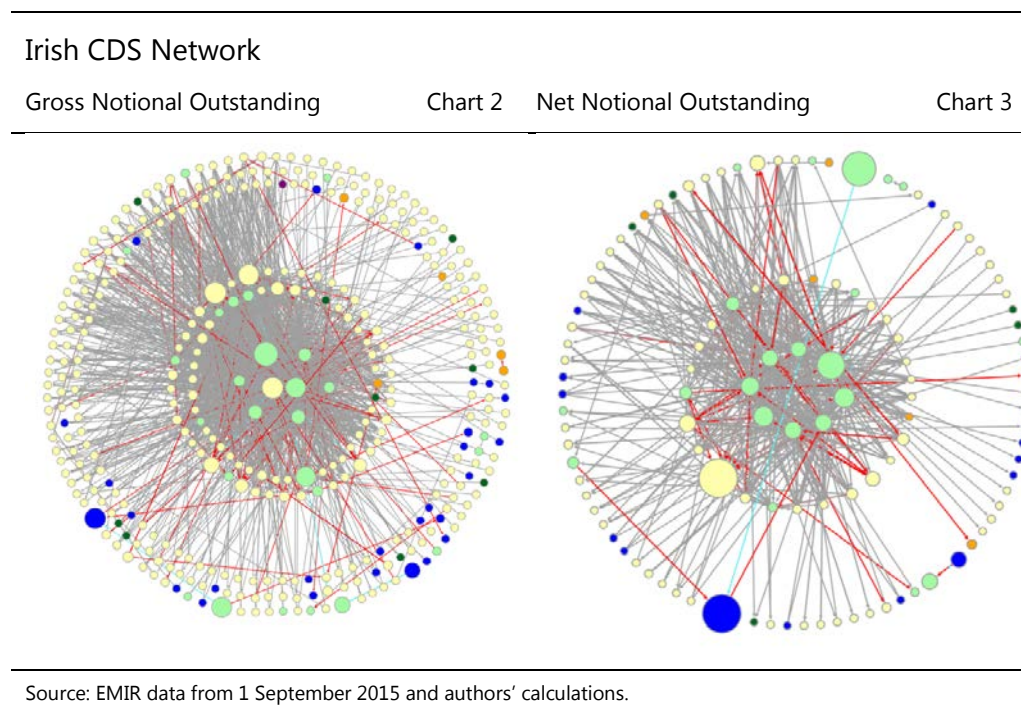 Irish CDS Network
Gross Notional Outstanding Chart 2 Net Notional Outstanding Chart 3
Source: EMIR data from 1 September 2015 and authors’ calculations.